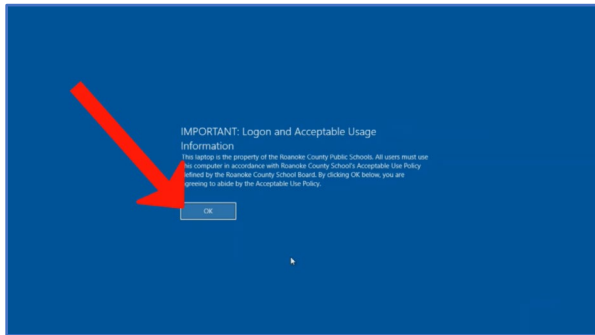 IMPORTANT: Logon and Acceptable Usage
Information
This laptop is the property of the Roanoke County Public Schools. All users must use
this computer in accordance with Roanoke County School's Acceptable Use Policy
defined by the Roanoke County School Board. By clicking OK below, you are
agreeing to abide by the Acceptable Use Policy.
OK